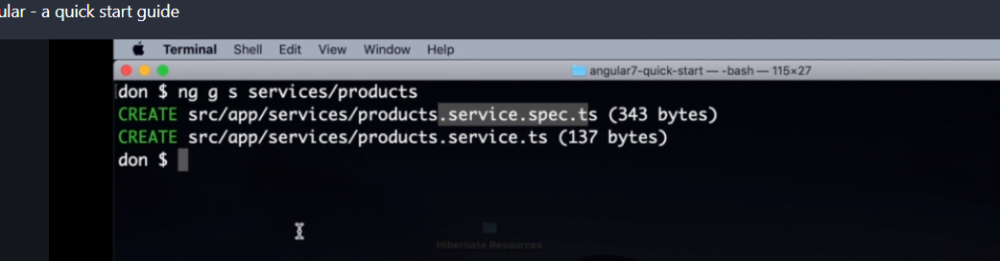 ular - a quick start guide
Terminal Shell Edit View Window Help
angular7-quick-start — -bash — 115×27
don $ ng g s services/products
CREATE src/app/services/products.service.spec.ts (343 bytes)
CREATE src/app/services/products.service.ts (137 bytes)
don $
Hibernate Resources